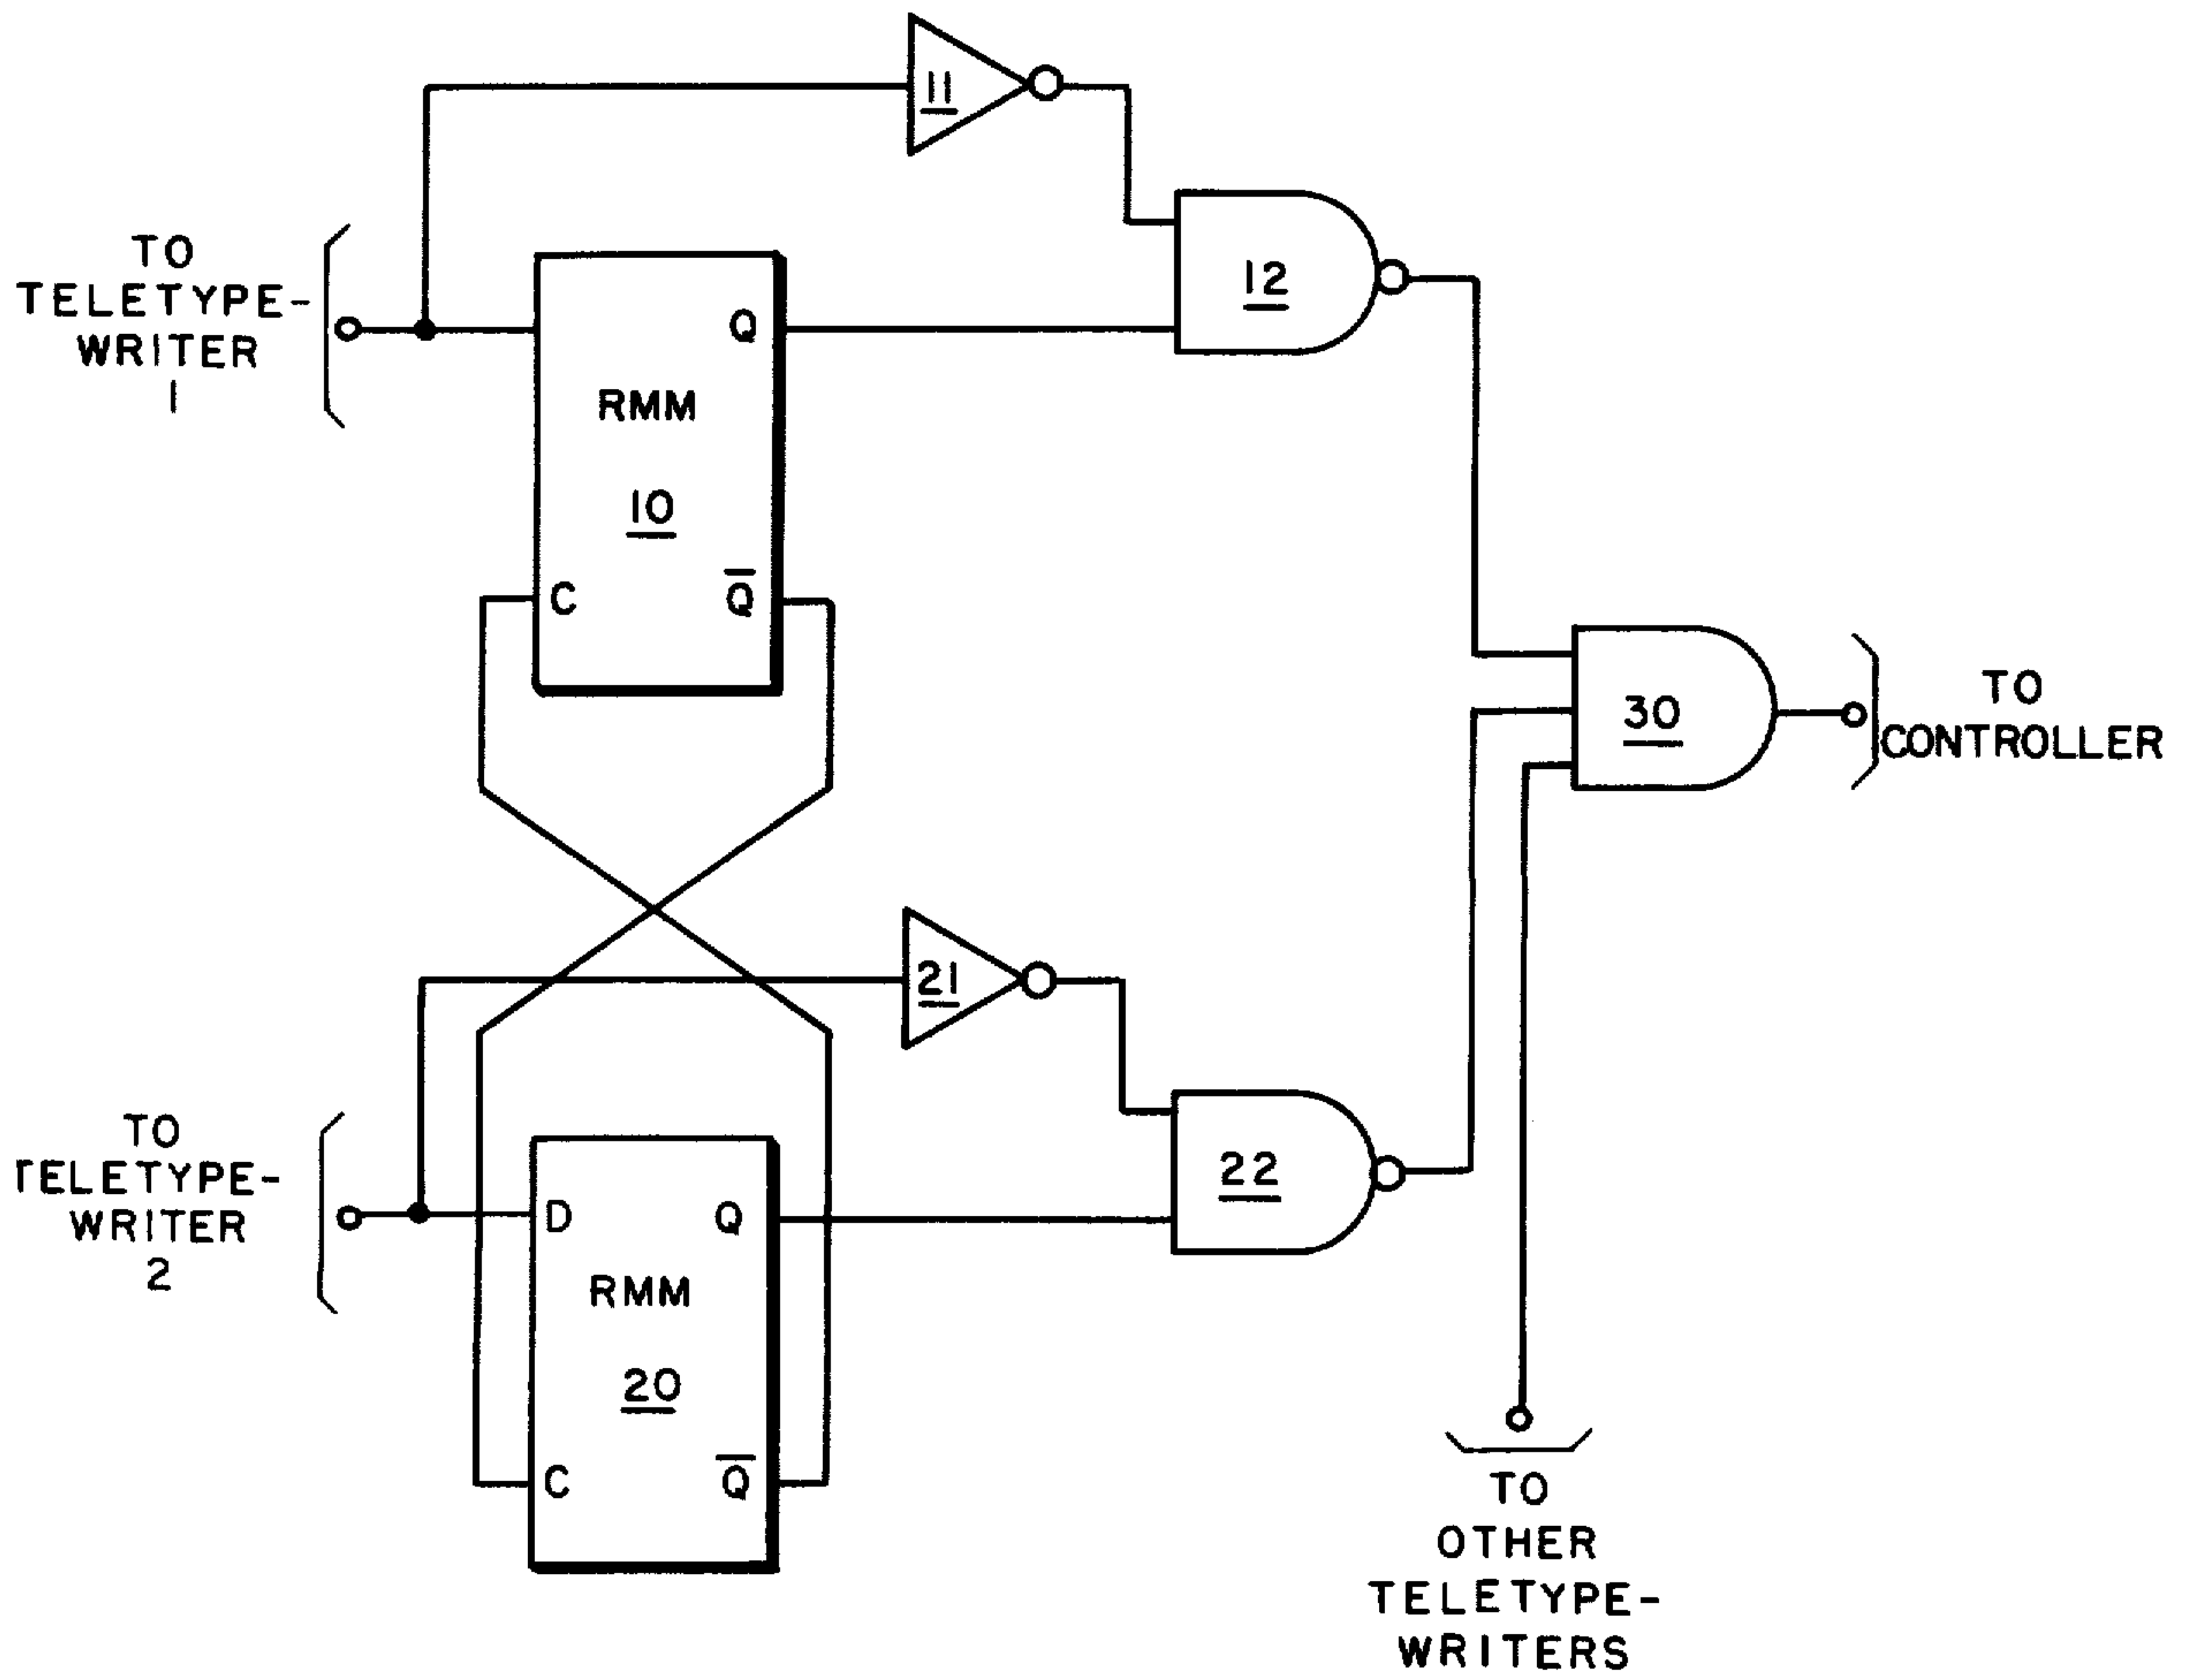 11
TO
TELETYPE-
WRITER
1
Q
RMM
10
C
Q̅
12
30
TO
CONTROLLER
21
TO
TELETYPE-
WRITER
2
D
Q
RMM
20
C
Q̅
22
TO
OTHER
TELETYPE-
WRITERS